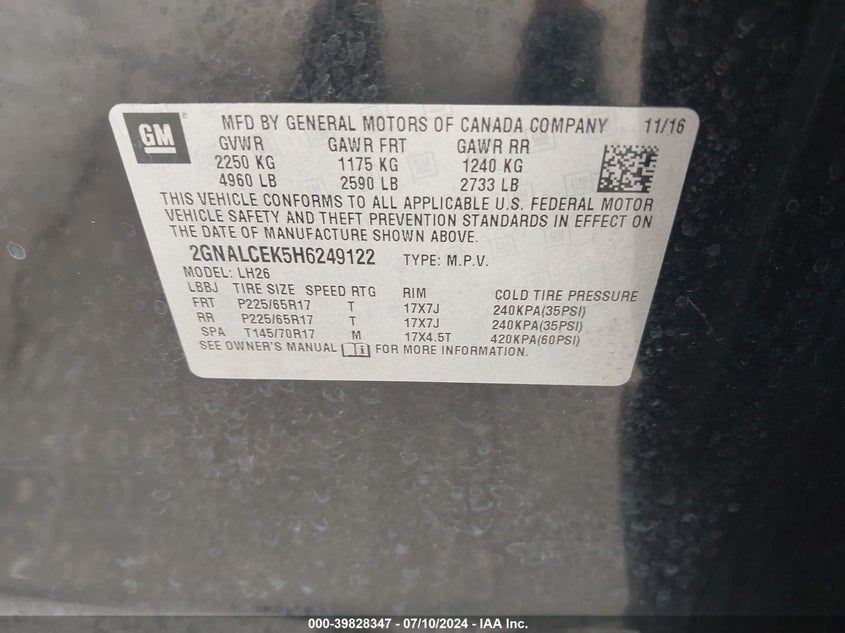 GM
MFD BY GENERAL MOTORS OF CANADA COMPANY 11/16
GVWR GAWR FRT GAWR RR
2250 KG 1175 KG 1240 KG
4960 LB 2590 LB 2733 LB
THIS VEHICLE CONFORMS TO ALL APPLICABLE U.S. FEDERAL MOTOR
VEHICLE SAFETY AND THEFT PREVENTION STANDARDS IN EFFECT ON
THE DATE OF MANUFACTURE SHOWN ABOVE.
2GNALCEK5H6249122 TYPE: M.P.V.
MODEL: LH26
LBBJ TIRE SIZE SPEED RTG RIM COLD TIRE PRESSURE
FRT P225/65R17 T 17X7J 240KPA(35PSI)
RR P225/65R17 T 17X7J 240KPA(35PSI)
SPA T145/70R17 M 17X4.5T 420KPA(60PSI)
SEE OWNER'S MANUAL FOR MORE INFORMATION.
000-39828347 — 07/10/2024 — IAA Inc.